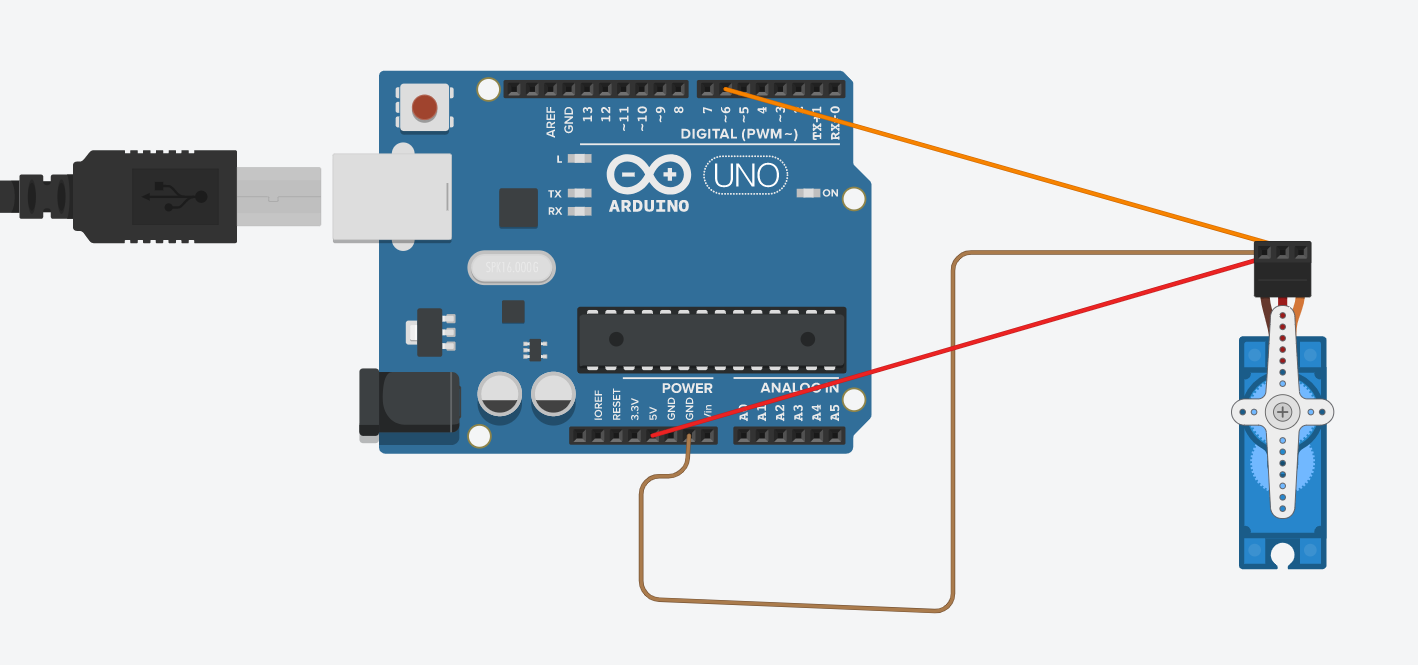 AREF
GND
13
12
~11
~10
~9
8
7
~6
~5
4
~3
2
TX→1
RX←0
DIGITAL (PWM~)
L
TX
RX
ARDUINO
UNO
ON
SPK16.000G
POWER
ANALOG IN
IOREF
RESET
3.3V
5V
GND
GND
Vin
A0
A1
A2
A3
A4
A5